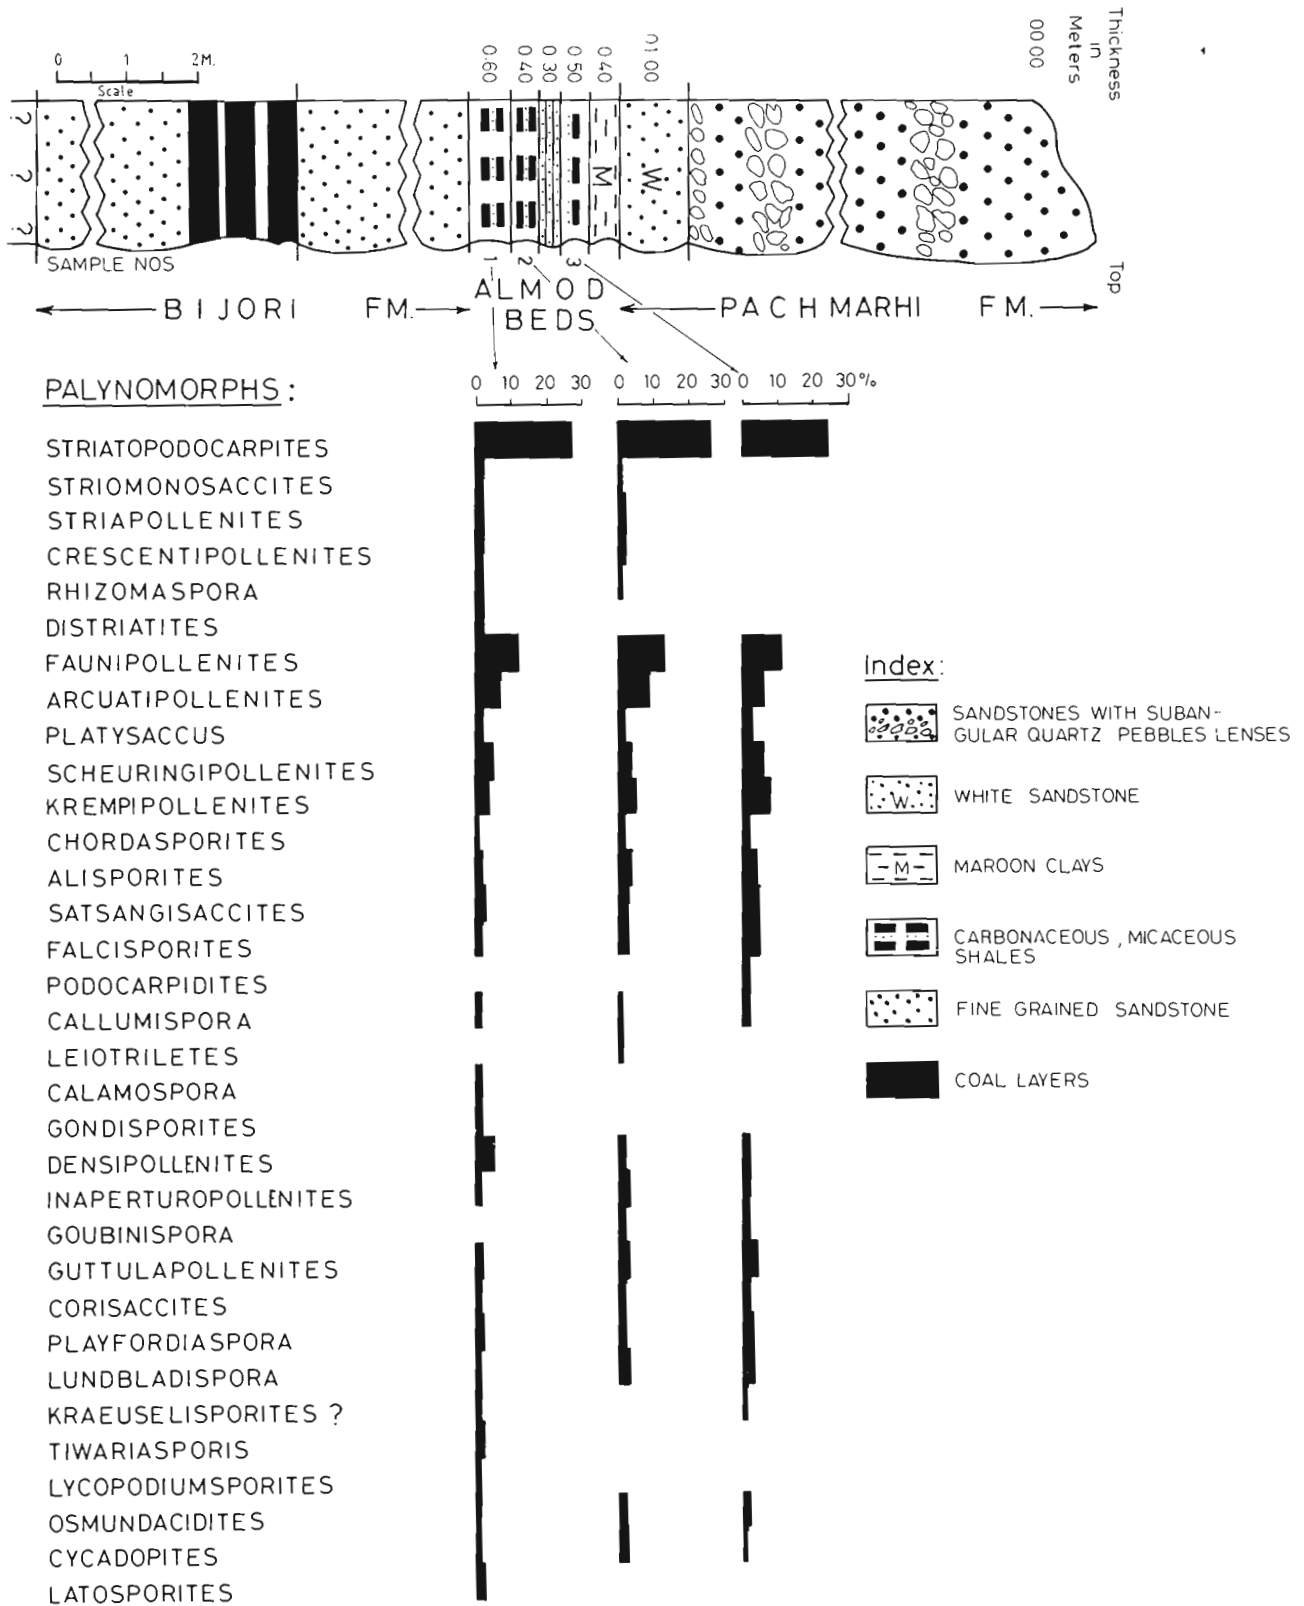 Thickness
in
Meters
00 00
0 1 2M.
Scale
0.60 0.40 0.30 0.50 0.40 01.00
? ? ?
M W
SAMPLE NOS 1 2 3 Top
BIJORI FM. ALMOD BEDS PACHMARHI FM.
PALYNOMORPHS:
0 10 20 30 0 10 20 30 0 10 20 30%
STRIATOPODOCARPITES
STRIOMONOSACCITES
STRIAPOLLENITES
CRESCENTIPOLLENITES
RHIZOMASPORA
DISTRIATITES
FAUNIPOLLENITES
ARCUATIPOLLENITES
PLATYSACCUS
SCHEURINGIPOLLENITES
KREMPIPOLLENITES
CHORDASPORITES
ALISPORITES
SATSANGISACCITES
FALCISPORITES
PODOCARPIDITES
CALLUMISPORA
LEIOTRILETES
CALAMOSPORA
GONDISPORITES
DENSIPOLLENITES
INAPERTUROPOLLENITES
GOUBINISPORA
GUTTULAPOLLENITES
CORISACCITES
PLAYFORDIASPORA
LUNDBLADISPORA
KRAEUSELISPORITES ?
TIWARIASPORIS
LYCOPODIUMSPORITES
OSMUNDACIDITES
CYCADOPITES
LATOSPORITES
Index:
SANDSTONES WITH SUBAN-
GULAR QUARTZ PEBBLES LENSES
W
WHITE SANDSTONE
M
MAROON CLAYS
CARBONACEOUS, MICACEOUS
SHALES
FINE GRAINED SANDSTONE
COAL LAYERS